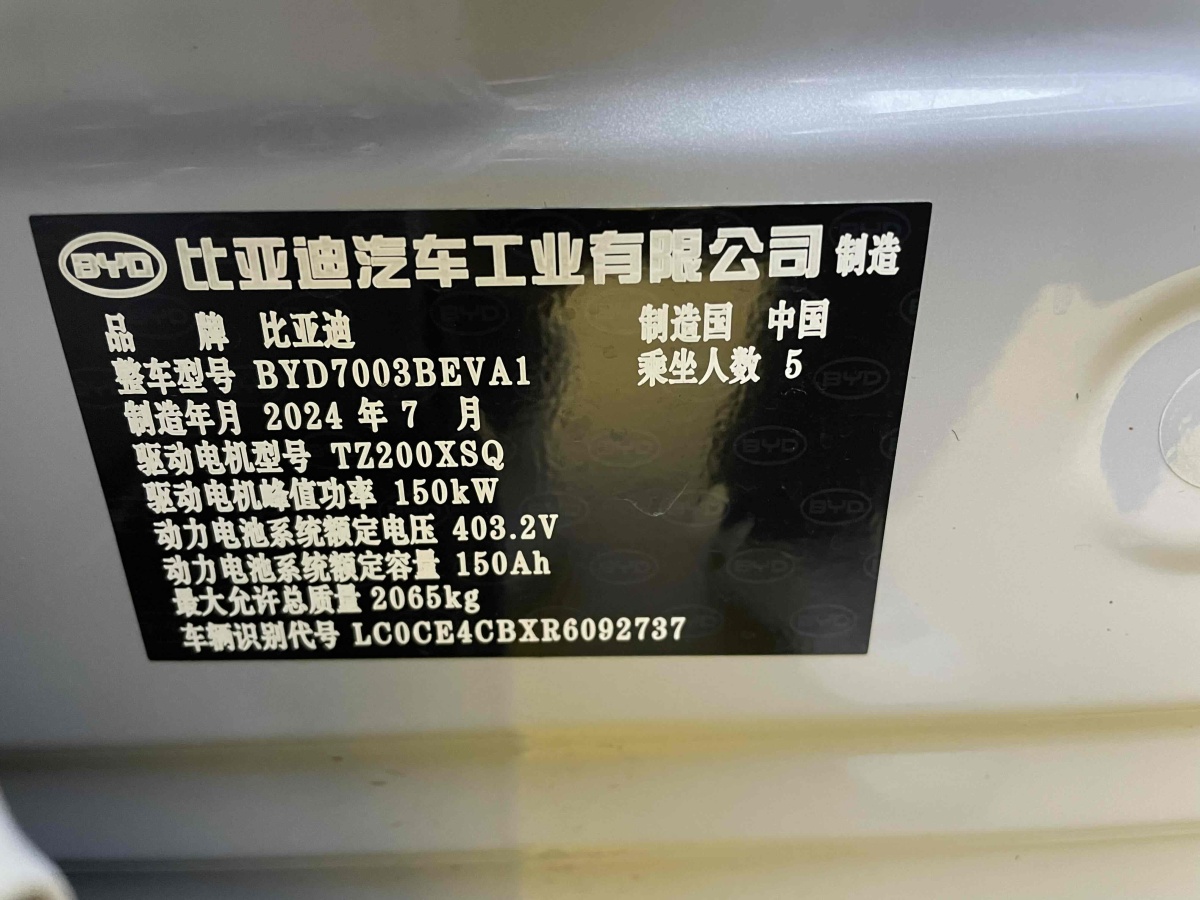 BYD 比亚迪汽车工业有限公司 制造
品 牌 比亚迪 制造国 中国
整车型号 BYD7003BEVA1 乘坐人数 5
制造年月 2024 年 7 月
驱动电机型号 TZ200XSQ
驱动电机峰值功率 150kW
动力电池系统额定电压 403.2V
动力电池系统额定容量 150Ah
最大允许总质量 2065kg
车辆识别代号 LC0CE4CBXR6092737